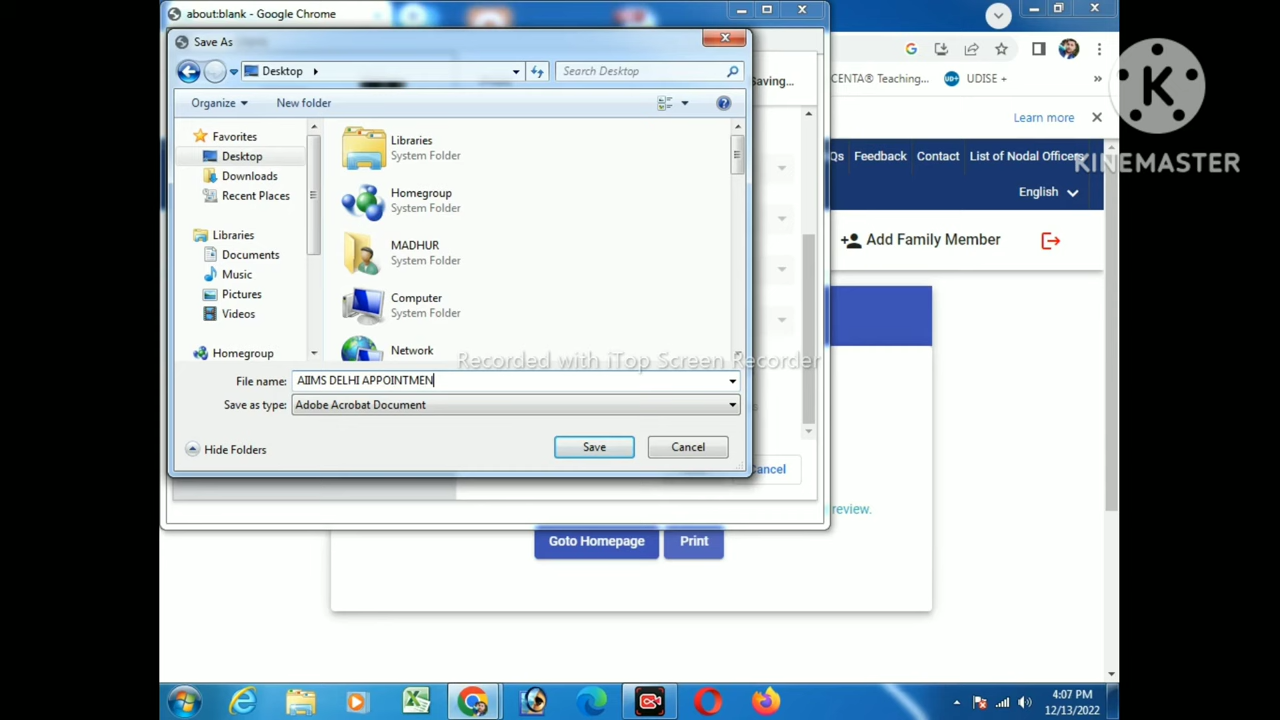 about:blank - Google Chrome
Save As
Desktop
Search Desktop
Saving...
CENTA® Teaching...
UD+
UDISE +
»
Organize
New folder
Learn more
K
KINEMASTER
Favorites
Desktop
Downloads
Recent Places
Libraries
Documents
Music
Pictures
Videos
Homegroup
Libraries
System Folder
Homegroup
System Folder
MADHUR
System Folder
Computer
System Folder
Network
Qs
Feedback
Contact
List of Nodal Officers
English
Add Family Member
Recorded with iTop Screen Recorder
File name: AIIMS DELHI APPOINTMEN
Save as type: Adobe Acrobat Document
Hide Folders
Save
Cancel
Cancel
review.
Goto Homepage
Print
4:07 PM
12/13/2022